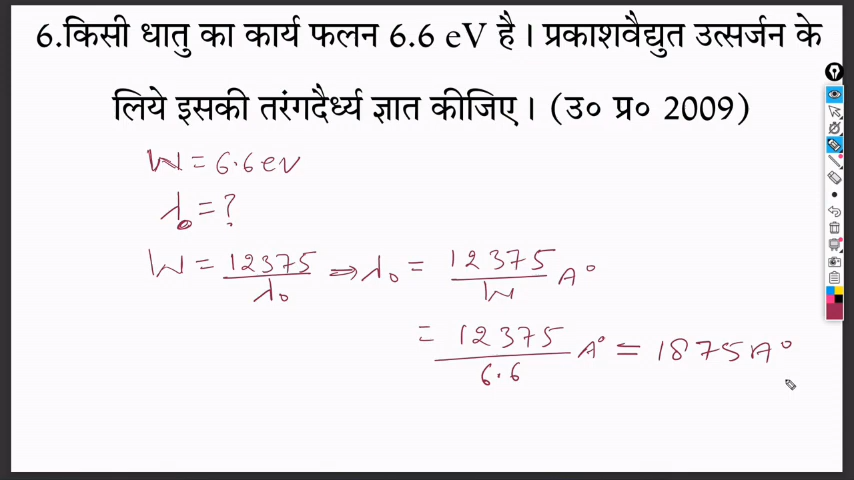 6.किसी धातु का कार्य फलन 6.6 eV है। प्रकाशवैद्युत उत्सर्जन के
लिये इसकी तरंगदैर्ध्य ज्ञात कीजिए। (उ० प्र० 2009)
W = 6.6 ev
λ₀ = ?
W = 12375/λ₀ ⇒ λ₀ = 12375/W A°
= 12375/6.6 A° = 1875 A°